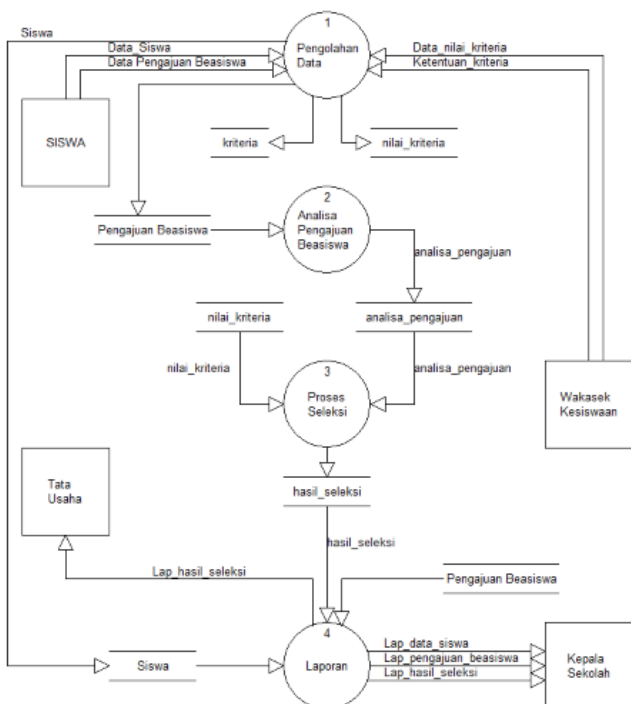 Siswa
1
Pengolahan
Data
Data_Siswa
Data Pengajuan Beasiswa
Data_nilai_kriteria
Ketentuan_kriteria
SISWA
kriteria
nilai_kriteria
2
Analisa
Pengajuan
Beasiswa
Pengajuan Beasiswa
analisa_pengajuan
nilai_kriteria
analisa_pengajuan
nilai_kriteria
3
Proses
Seleksi
analisa_pengajuan
Wakasek
Kesiswaan
Tata
Usaha
hasil_seleksi
hasil_seleksi
Lap_hasil_seleksi
Pengajuan Beasiswa
4
Laporan
Siswa
Lap_data_siswa
Lap_pengajuan_beasiswa
Lap_hasil_seleksi
Kepala
Sekolah